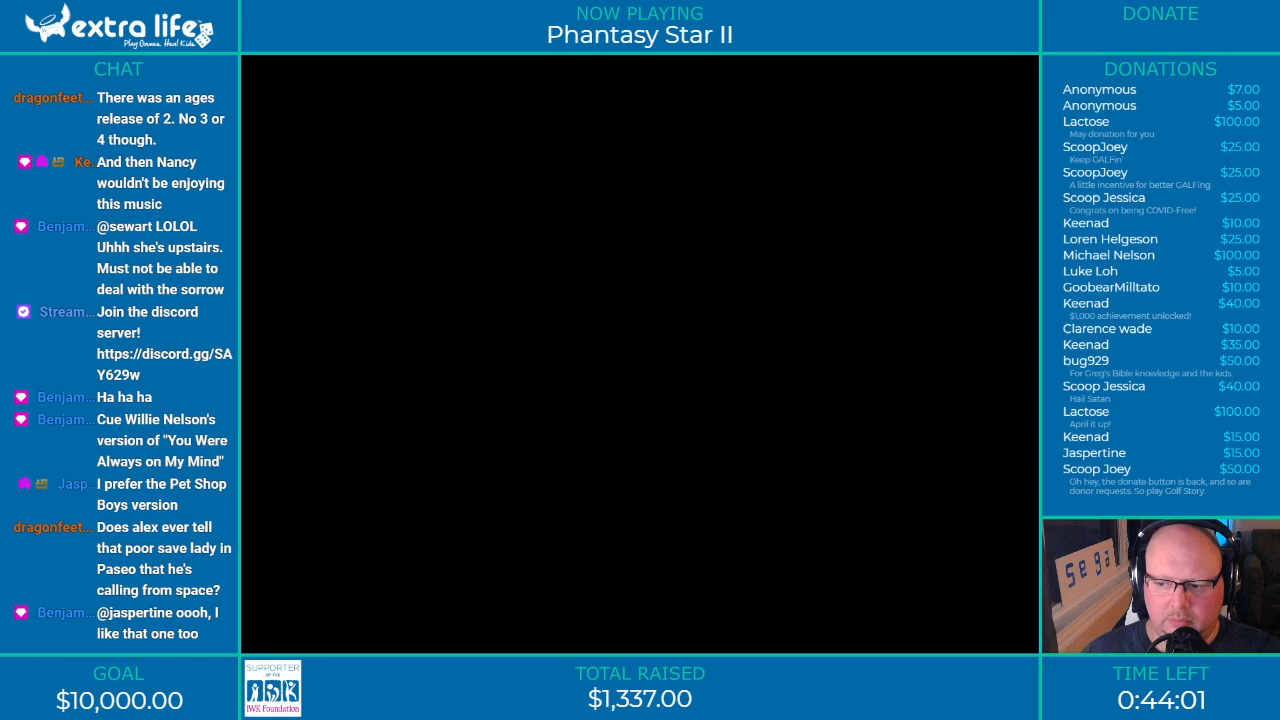 extra life
Play Games. Heal Kids.
NOW PLAYING
Phantasy Star II
DONATE
CHAT
dragonfeet... There was an ages
release of 2. No 3 or
4 though.
Ke. And then Nancy
wouldn't be enjoying
this music
Benjam... @sewart LOLOL
Uhhh she's upstairs.
Must not be able to
deal with the sorrow
Stream... Join the discord
server!
https://discord.gg/SA
Y629w
Benjam... Ha ha ha
Benjam... Cue Willie Nelson's
version of "You Were
Always on My Mind"
Jasp.. I prefer the Pet Shop
Boys version
dragonfeet... Does alex ever tell
that poor save lady in
Paseo that he's
calling from space?
Benjam... @jaspertine oooh, I
like that one too
DONATIONS
Anonymous $7.00
Anonymous $5.00
Lactose $100.00
May donation for you
ScoopJoey $25.00
Keep GALFin'
ScoopJoey $25.00
A little incentive for better GALFing
Scoop Jessica $25.00
Congrats on being COVID-Free!
Keenad $10.00
Loren Helgeson $25.00
Michael Nelson $100.00
Luke Loh $5.00
GoobearMilltato $10.00
Keenad $40.00
$1,000 achievement unlocked!
Clarence wade $10.00
Keenad $35.00
bug929 $50.00
For Greg's Bible knowledge and the kids.
Scoop Jessica $40.00
Hail Satan
Lactose $100.00
April it up!
Keenad $15.00
Jaspertine $15.00
Scoop Joey $50.00
Oh hey, the donate button is back, and so are
donor requests. So play Golf Story.
Sega
GOAL
$10,000.00
SUPPORTER
OF THE
IWK
IWK Foundation
TOTAL RAISED
$1,337.00
TIME LEFT
0:44:01